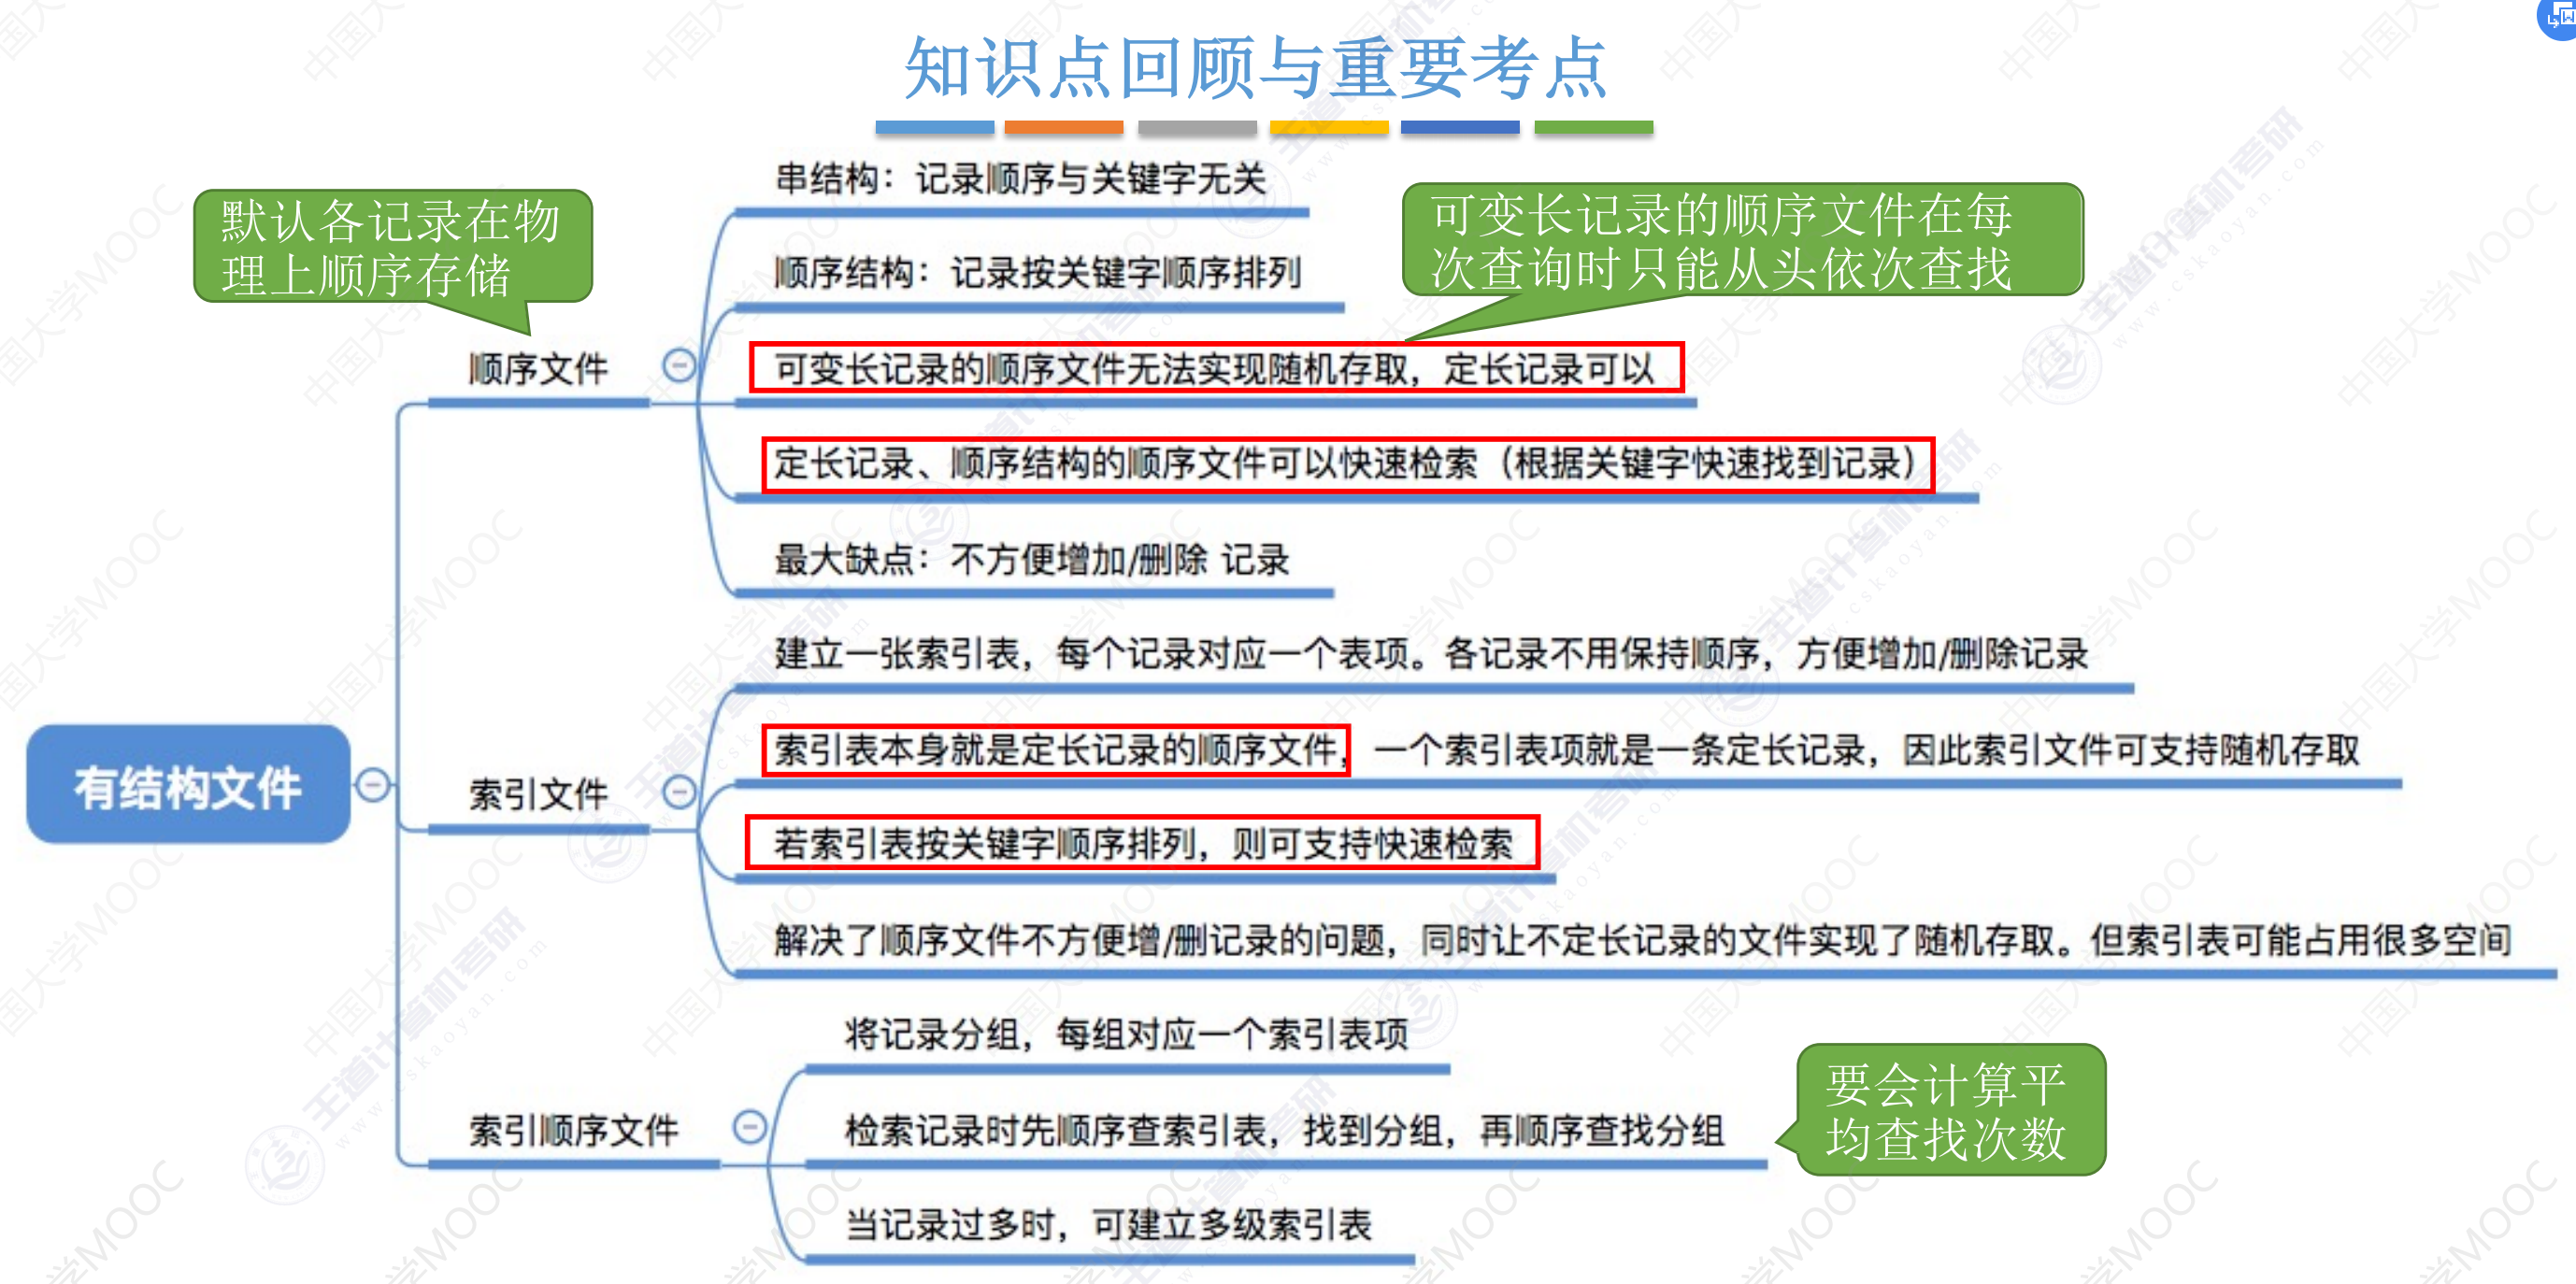 知识点回顾与重要考点
默认各记录在物
理上顺序存储
可变长记录的顺序文件在每
次查询时只能从头依次查找
有结构文件
顺序文件
串结构：记录顺序与关键字无关
顺序结构：记录按关键字顺序排列
可变长记录的顺序文件无法实现随机存取，定长记录可以
定长记录、顺序结构的顺序文件可以快速检索（根据关键字快速找到记录）
最大缺点：不方便增加/删除 记录
索引文件
建立一张索引表，每个记录对应一个表项。各记录不用保持顺序，方便增加/删除记录
索引表本身就是定长记录的顺序文件，一个索引表项就是一条定长记录，因此索引文件可支持随机存取
若索引表按关键字顺序排列，则可支持快速检索
解决了顺序文件不方便增/删记录的问题，同时让不定长记录的文件实现了随机存取。但索引表可能占用很多空间
索引顺序文件
将记录分组，每组对应一个索引表项
检索记录时先顺序查索引表，找到分组，再顺序查找分组
当记录过多时，可建立多级索引表
要会计算平
均查找次数
中国大学MOOC
王道计算机考研
www.cskaoyan.com